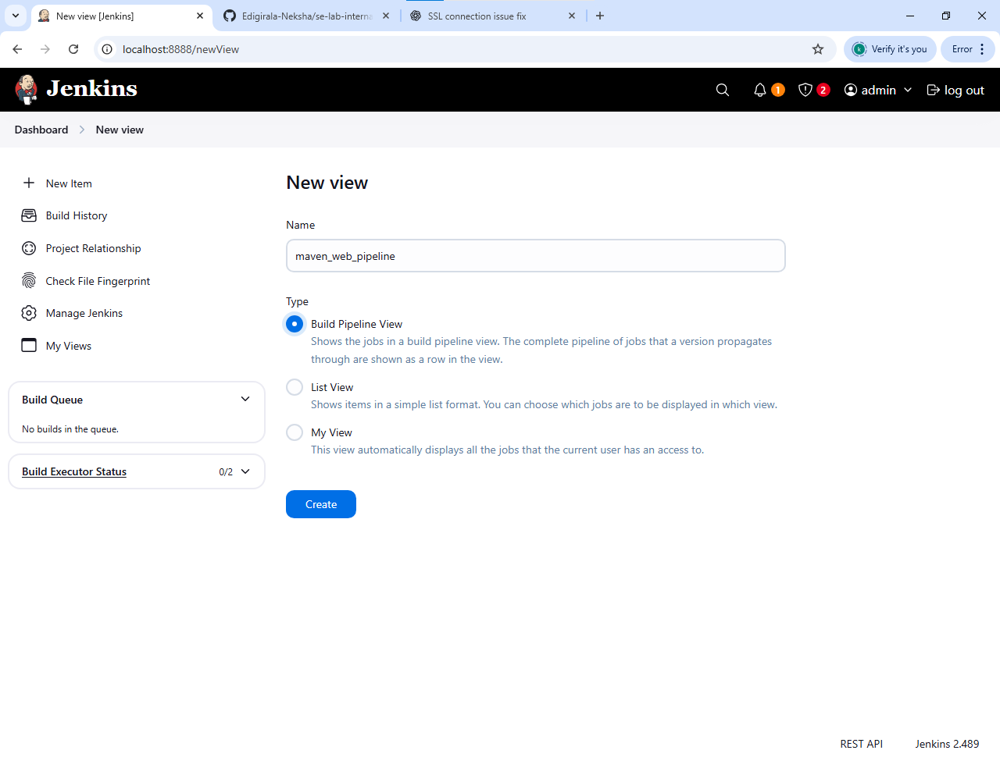 New view [Jenkins]
Edigirala-Neksha/se-lab-interna
SSL connection issue fix
localhost:8888/newView
Verify it's you
Error
Jenkins
1
2
admin
log out
Dashboard
New view
New Item
Build History
Project Relationship
Check File Fingerprint
Manage Jenkins
My Views
Build Queue
No builds in the queue.
Build Executor Status
0/2
New view
Name
maven_web_pipeline
Type
Build Pipeline View
Shows the jobs in a build pipeline view. The complete pipeline of jobs that a version propagates
through are shown as a row in the view.
List View
Shows items in a simple list format. You can choose which jobs are to be displayed in which view.
My View
This view automatically displays all the jobs that the current user has an access to.
Create
REST API
Jenkins 2.489